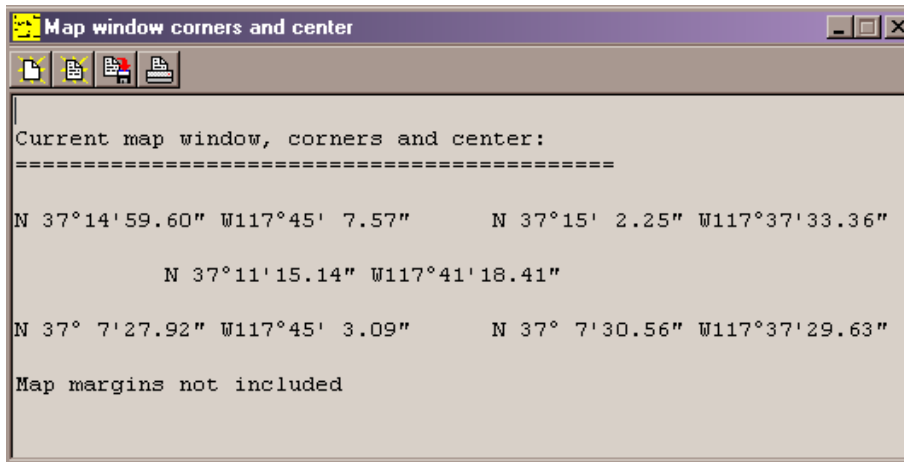 Map window corners and center
Current map window, corners and center:
============================================
N 37°14'59.60" W117°45' 7.57"      N 37°15' 2.25" W117°37'33.36"
N 37°11'15.14" W117°41'18.41"
N 37° 7'27.92" W117°45' 3.09"      N 37° 7'30.56" W117°37'29.63"
Map margins not included